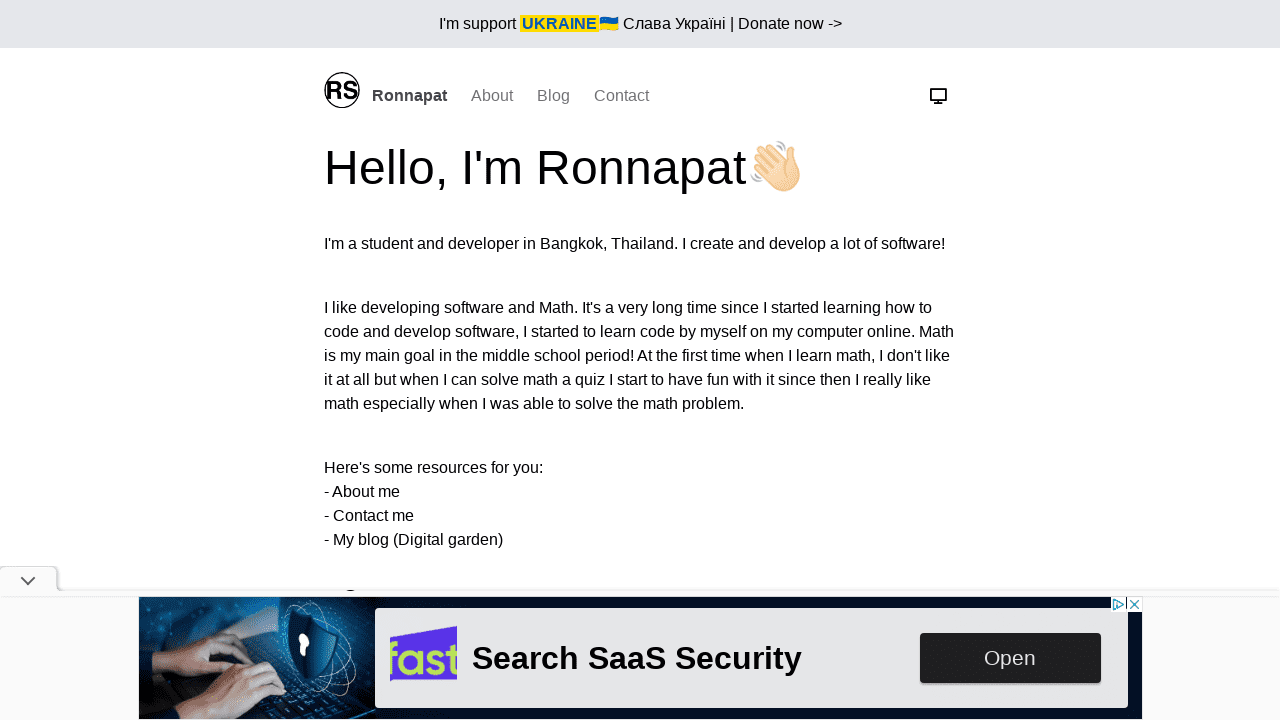 I'm support UKRAINE🇺🇦 Слава Україні | Donate now ->
RS Ronnapat About Blog Contact
Hello, I'm Ronnapat👋🏻
I'm a student and developer in Bangkok, Thailand. I create and develop a lot of software!
I like developing software and Math. It's a very long time since I started learning how to
code and develop software, I started to learn code by myself on my computer online. Math
is my main goal in the middle school period! At the first time when I learn math, I don't like
it at all but when I can solve math a quiz I start to have fun with it since then I really like
math especially when I was able to solve the math problem.
Here's some resources for you:
- About me
- Contact me
- My blog (Digital garden)
fast Search SaaS Security Open